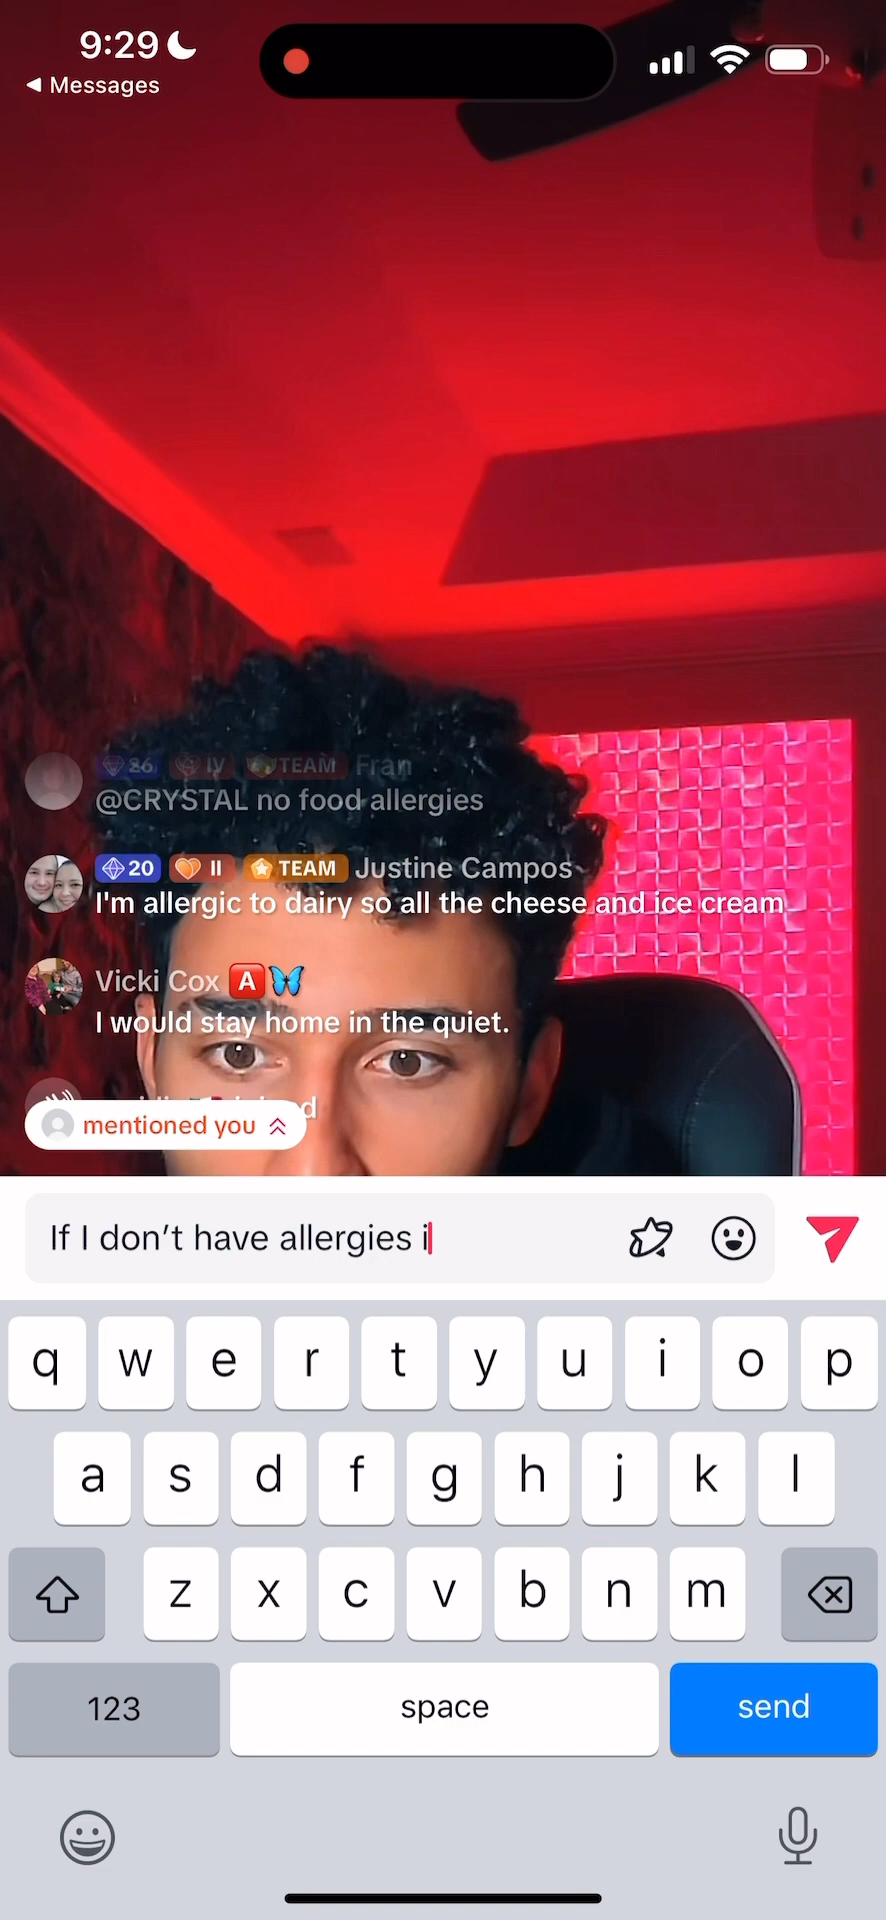 9:29
Messages
26 IV TEAM Fran
@CRYSTAL no food allergies
20 II TEAM Justine Campos
I'm allergic to dairy so all the cheese and ice cream
Vicki Cox A
I would stay home in the quiet.
mentioned you
If I don’t have allergies i
q w e r t y u i o p
a s d f g h j k l
z x c v b n m
123 space send